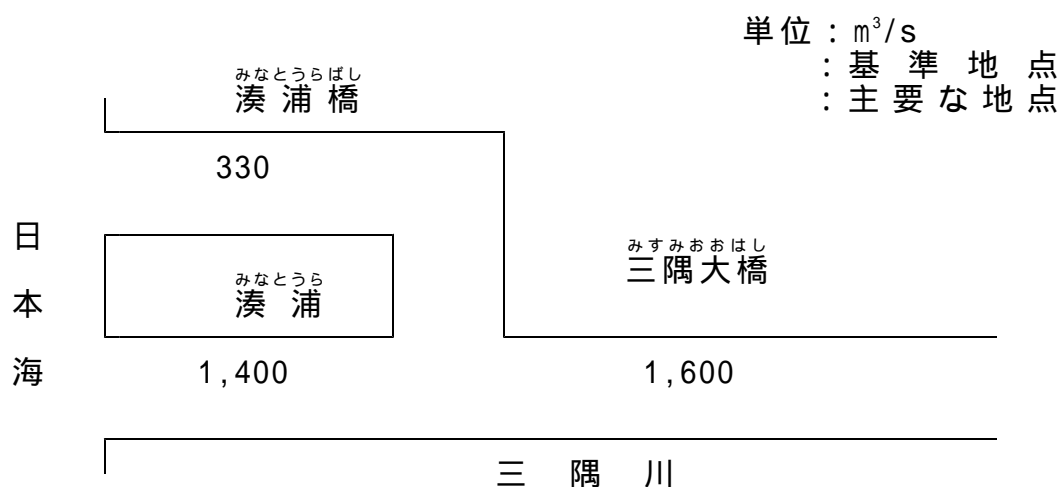 単位：m³/s
：基準地点
：主要な地点
みなとうらばし
湊浦橋
330
日本海
みなとうら
湊浦
みすみおおはし
三隅大橋
1,400
1,600
三隅川